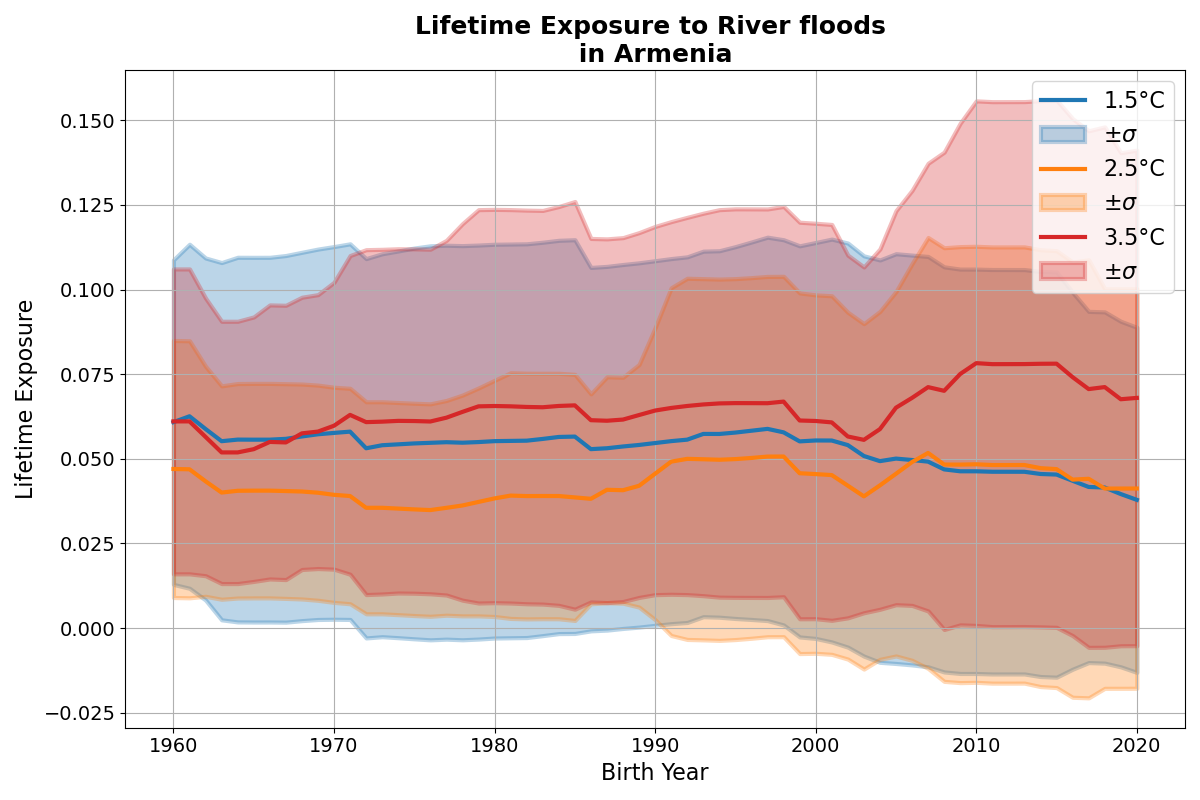 Lifetime Exposure to River floods
in Armenia
Lifetime Exposure
0.150
0.125
0.100
0.075
0.050
0.025
0.000
−0.025
1.5°C
±σ
2.5°C
±σ
3.5°C
±σ
1960 1970 1980 1990 2000 2010 2020
Birth Year